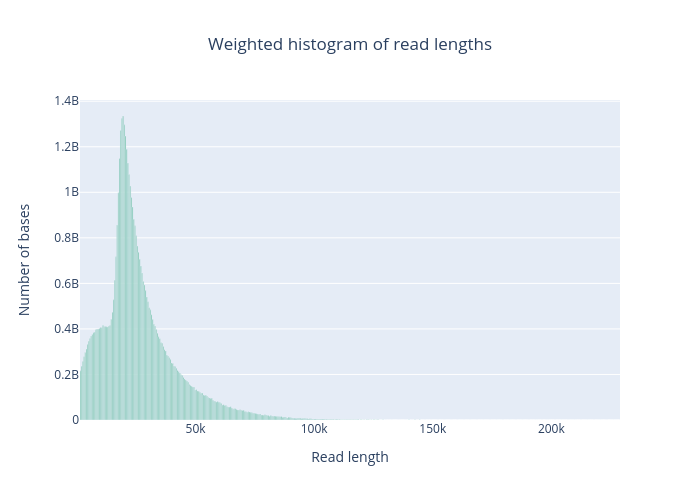 Weighted histogram of read lengths
1.4B
1.2B
1B
0.8B
0.6B
0.4B
0.2B
0
Number of bases
50k
100k
150k
200k
Read length